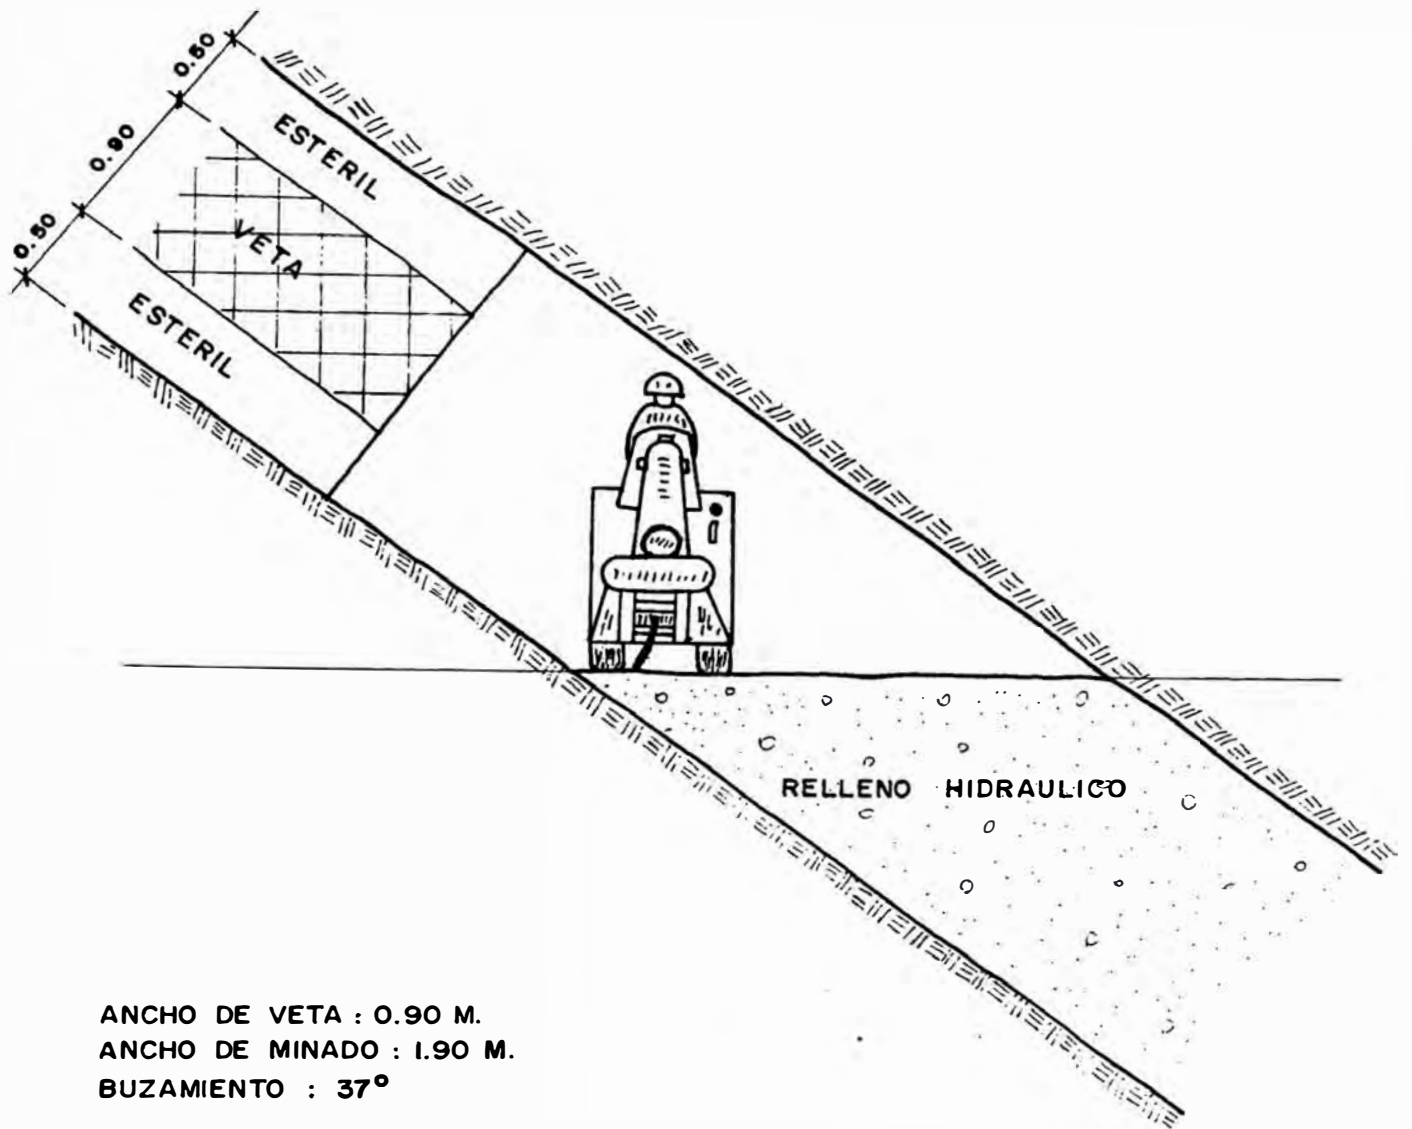 0.50
0.90
0.50
ESTERIL
VETA
ESTERIL
RELLENO HIDRAULICO
ANCHO DE VETA : 0.90 M.
ANCHO DE MINADO : 1.90 M.
BUZAMIENTO : 37°